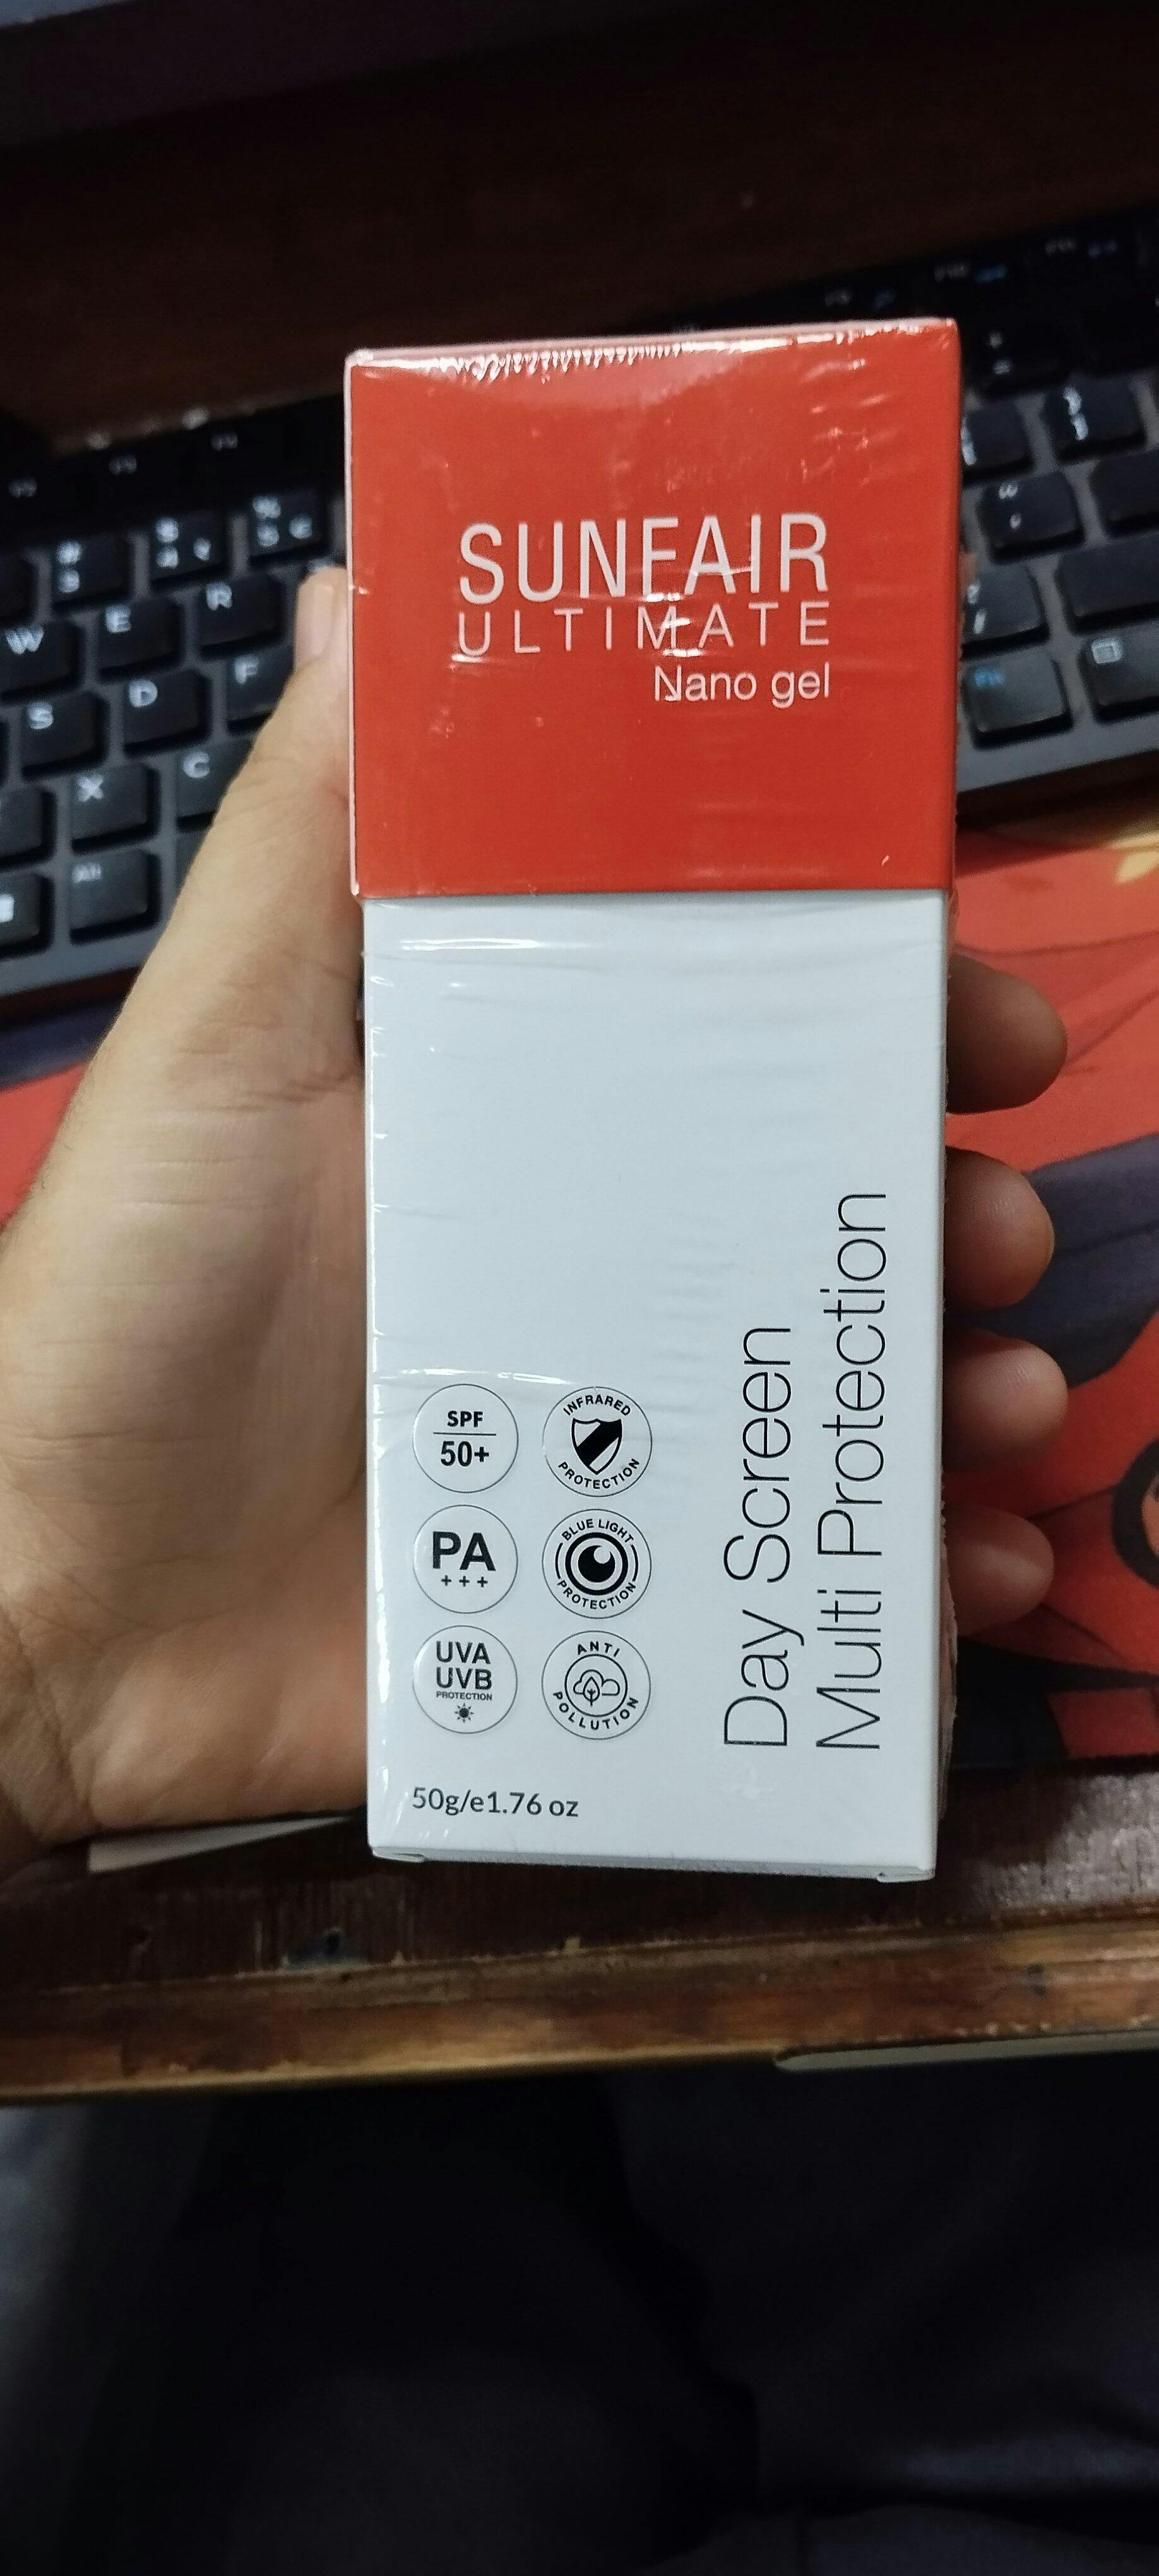 SUNFAIR
ULTIMATE
Nano gel
SPF
50+
INFRARED
PROTECTION
PA
+++
BLUE LIGHT
PROTECTION
UVA
UVB
PROTECTION
ANTI
POLLUTION
Day Screen
Multi Protection
50g/e1.76 oz
W
E
R
S
D
F
X
C
Alt